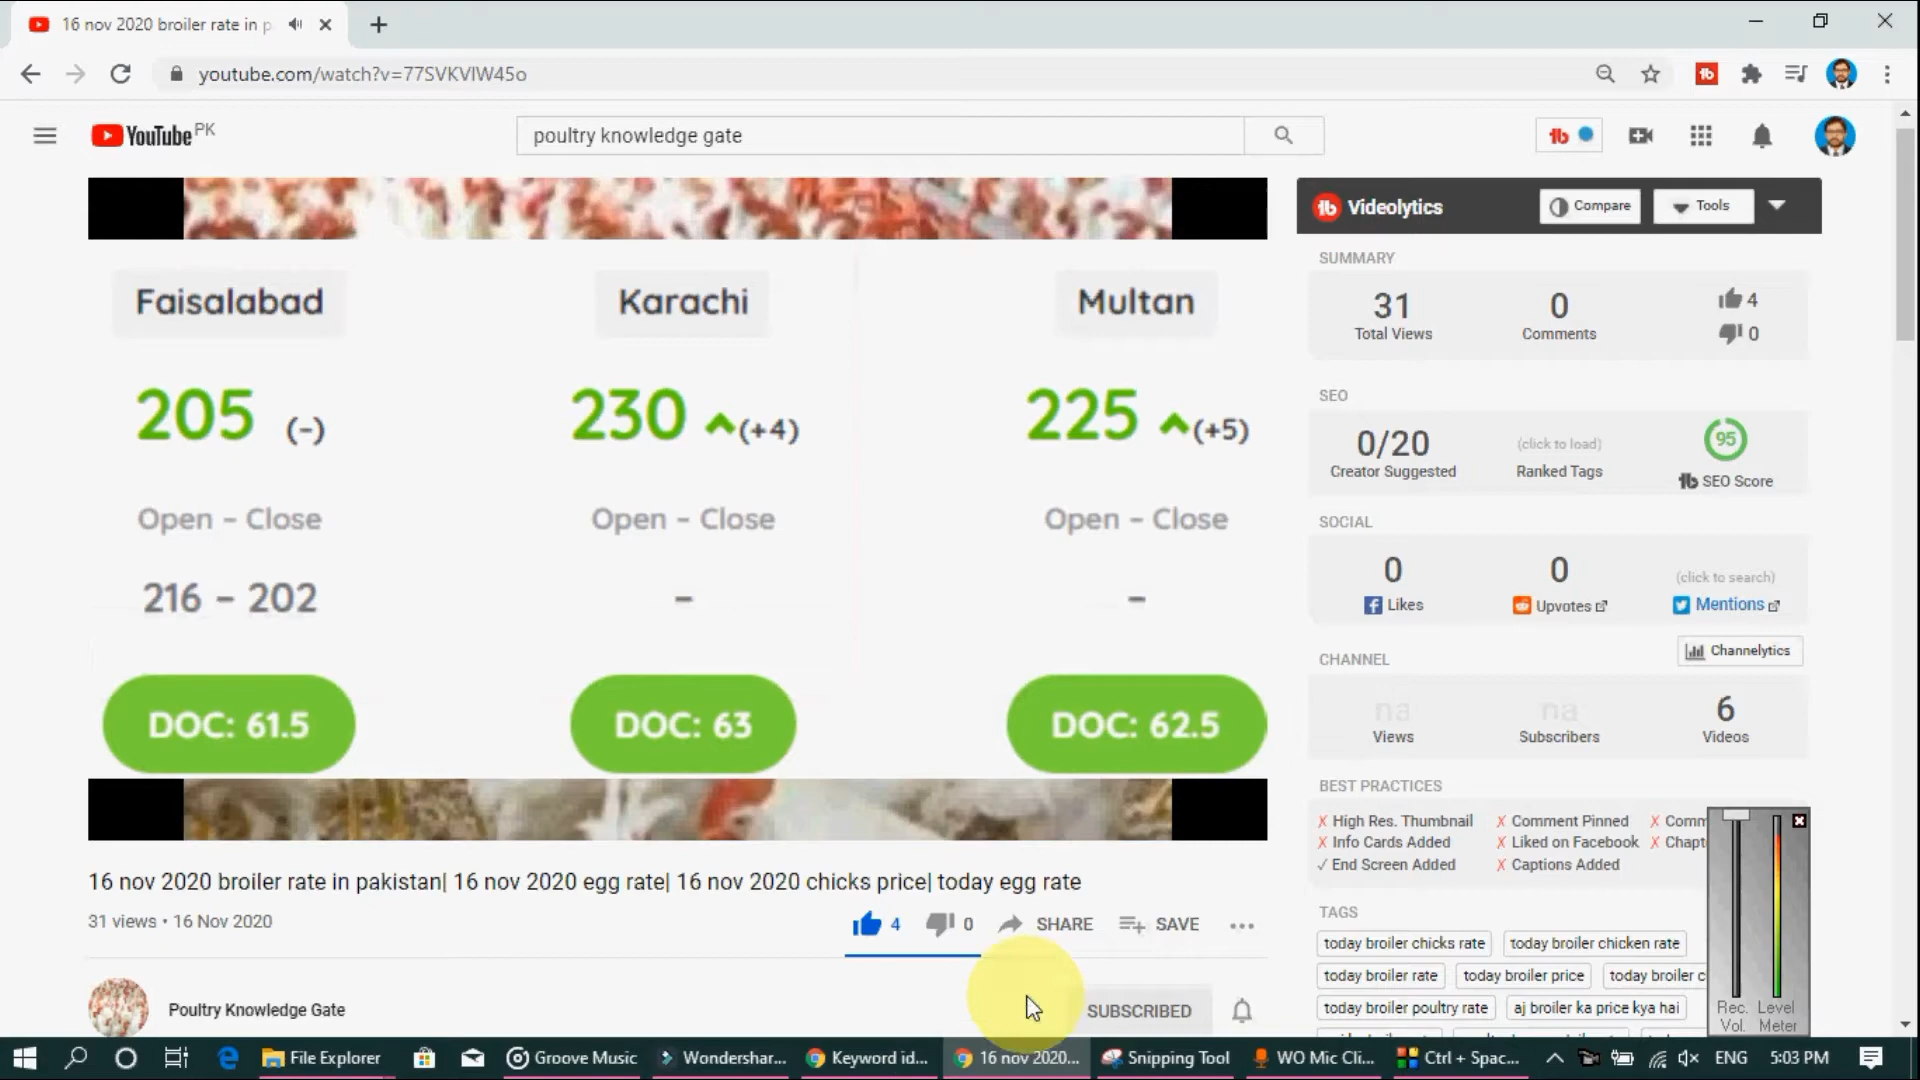 16 nov 2020 broiler rate in p
youtube.com/watch?v=77SVKVlW45o
YouTube PK
poultry knowledge gate
Videolytics
Compare
Tools
Faisalabad
Karachi
Multan
205 (-)
230 (+4)
225 (+5)
Open - Close
Open - Close
Open - Close
216 - 202
-
-
DOC: 61.5
DOC: 63
DOC: 62.5
SUMMARY
31
0
4
Total Views
Comments
0
SEO
0/20
(click to load)
95
Creator Suggested
Ranked Tags
SEO Score
SOCIAL
0
0
(click to search)
Likes
Upvotes
Mentions
CHANNEL
Channelytics
na
na
6
Views
Subscribers
Videos
BEST PRACTICES
X High Res. Thumbnail
X Comment Pinned
X Comm
X Info Cards Added
X Liked on Facebook
X Chapt
✓ End Screen Added
X Captions Added
TAGS
today broiler chicks rate
today broiler chicken rate
today broiler rate
today broiler price
today broiler c
today broiler poultry rate
aj broiler ka price kya hai
Rec. Vol.
Level Meter
16 nov 2020 broiler rate in pakistan| 16 nov 2020 egg rate| 16 nov 2020 chicks price| today egg rate
31 views • 16 Nov 2020
4
0
SHARE
SAVE
Poultry Knowledge Gate
SUBSCRIBED
File Explorer
Groove Music
Wondershar...
Keyword id...
16 nov 2020...
Snipping Tool
WO Mic Cli...
Ctrl + Spac...
ENG
5:03 PM